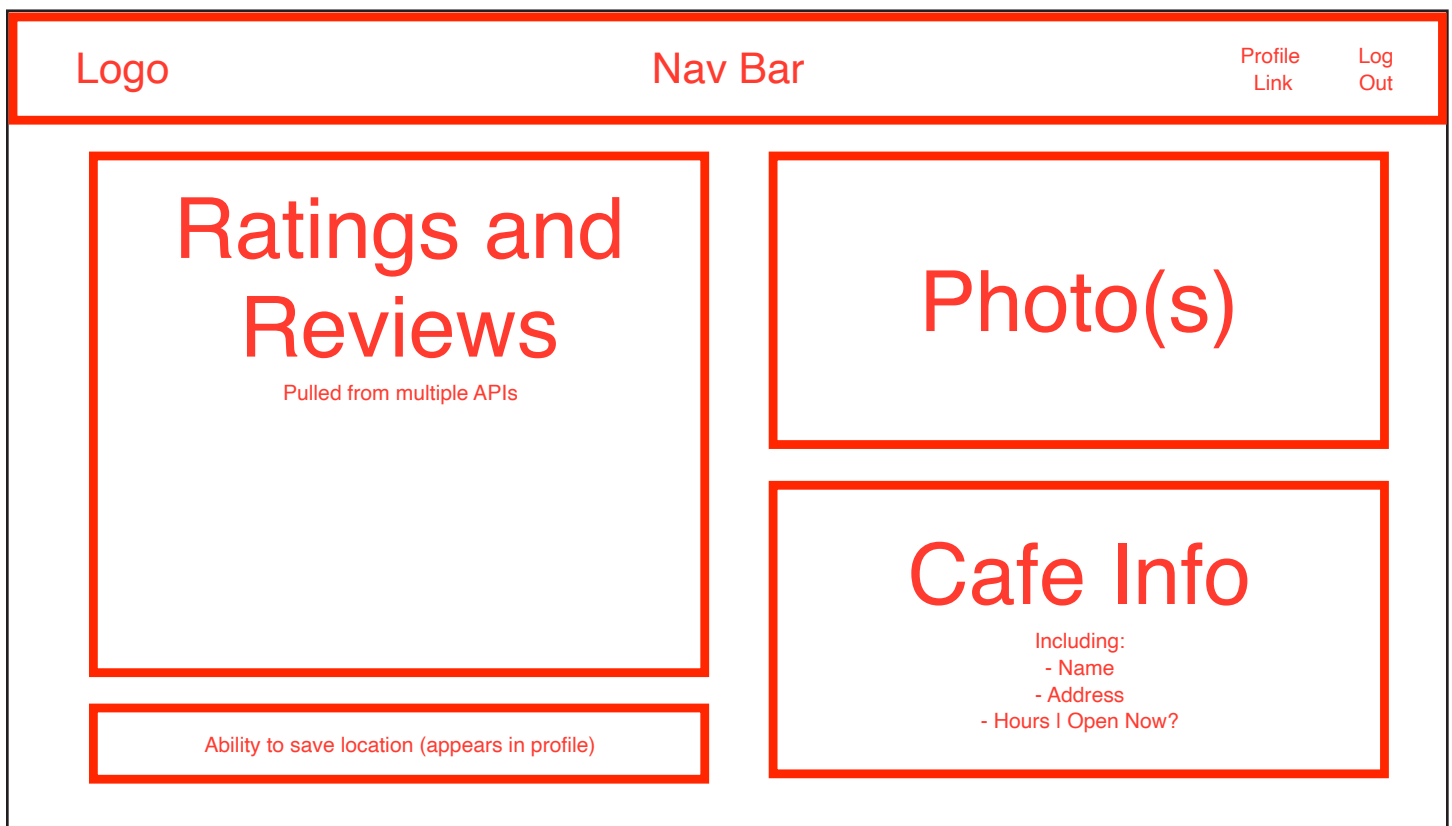 Logo
Nav Bar
Profile
Link
Log
Out
Ratings and
Reviews
Pulled from multiple APIs
Ability to save location (appears in profile)
Photo(s)
Cafe Info
Including:
- Name
- Address
- Hours | Open Now?